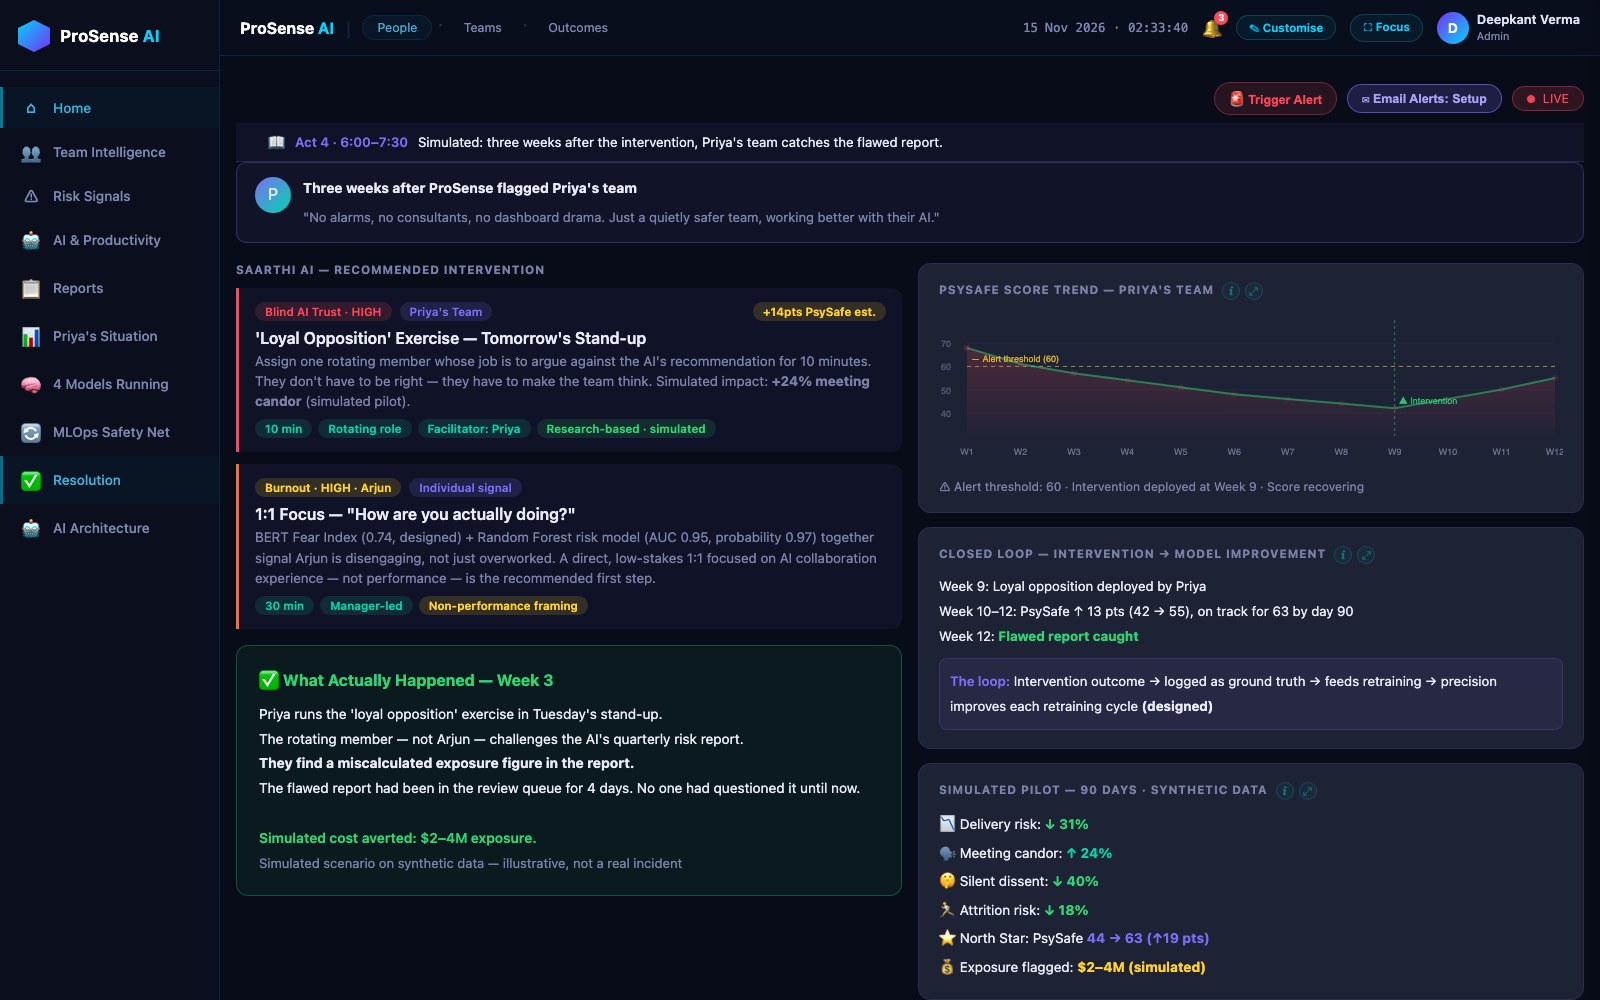 ProSense AI
Home
Team Intelligence
Risk Signals
AI & Productivity
Reports
Priya's Situation
4 Models Running
MLOps Safety Net
Resolution
AI Architecture
ProSense AI
People
Teams
Outcomes
15 Nov 2026 · 02:33:40
3
✎ Customise
⛶ Focus
D
Deepkant Verma
Admin
🚨 Trigger Alert
✉ Email Alerts: Setup
● LIVE
📖 Act 4 · 6:00–7:30 Simulated: three weeks after the intervention, Priya's team catches the flawed report.
P
Three weeks after ProSense flagged Priya's team
"No alarms, no consultants, no dashboard drama. Just a quietly safer team, working better with their AI."
SAARTHI AI — RECOMMENDED INTERVENTION
Blind AI Trust · HIGH
Priya's Team
+14pts PsySafe est.
'Loyal Opposition' Exercise — Tomorrow's Stand-up
Assign one rotating member whose job is to argue against the AI's recommendation for 10 minutes.
They don't have to be right — they have to make the team think. Simulated impact: +24% meeting
candor (simulated pilot).
10 min
Rotating role
Facilitator: Priya
Research-based · simulated
Burnout · HIGH · Arjun
Individual signal
1:1 Focus — "How are you actually doing?"
BERT Fear Index (0.74, designed) + Random Forest risk model (AUC 0.95, probability 0.97) together
signal Arjun is disengaging, not just overworked. A direct, low-stakes 1:1 focused on AI collaboration
experience — not performance — is the recommended first step.
30 min
Manager-led
Non-performance framing
✅ What Actually Happened — Week 3
Priya runs the 'loyal opposition' exercise in Tuesday's stand-up.
The rotating member — not Arjun — challenges the AI's quarterly risk report.
They find a miscalculated exposure figure in the report.
The flawed report had been in the review queue for 4 days. No one had questioned it until now.
Simulated cost averted: $2–4M exposure.
Simulated scenario on synthetic data — illustrative, not a real incident
PSYSAFE SCORE TREND — PRIYA'S TEAM
i
70
60
50
40
— Alert threshold (60)
▲ Intervention
W1
W2
W3
W4
W5
W6
W7
W8
W9
W10
W11
W12
⚠ Alert threshold: 60 · Intervention deployed at Week 9 · Score recovering
CLOSED LOOP — INTERVENTION → MODEL IMPROVEMENT
i
Week 9: Loyal opposition deployed by Priya
Week 10–12: PsySafe ↑ 13 pts (42 → 55), on track for 63 by day 90
Week 12: Flawed report caught
The loop: Intervention outcome → logged as ground truth → feeds retraining → precision
improves each retraining cycle (designed)
SIMULATED PILOT — 90 DAYS · SYNTHETIC DATA
i
Delivery risk: ↓ 31%
Meeting candor: ↑ 24%
Silent dissent: ↓ 40%
Attrition risk: ↓ 18%
North Star: PsySafe 44 → 63 (↑19 pts)
Exposure flagged: $2–4M (simulated)